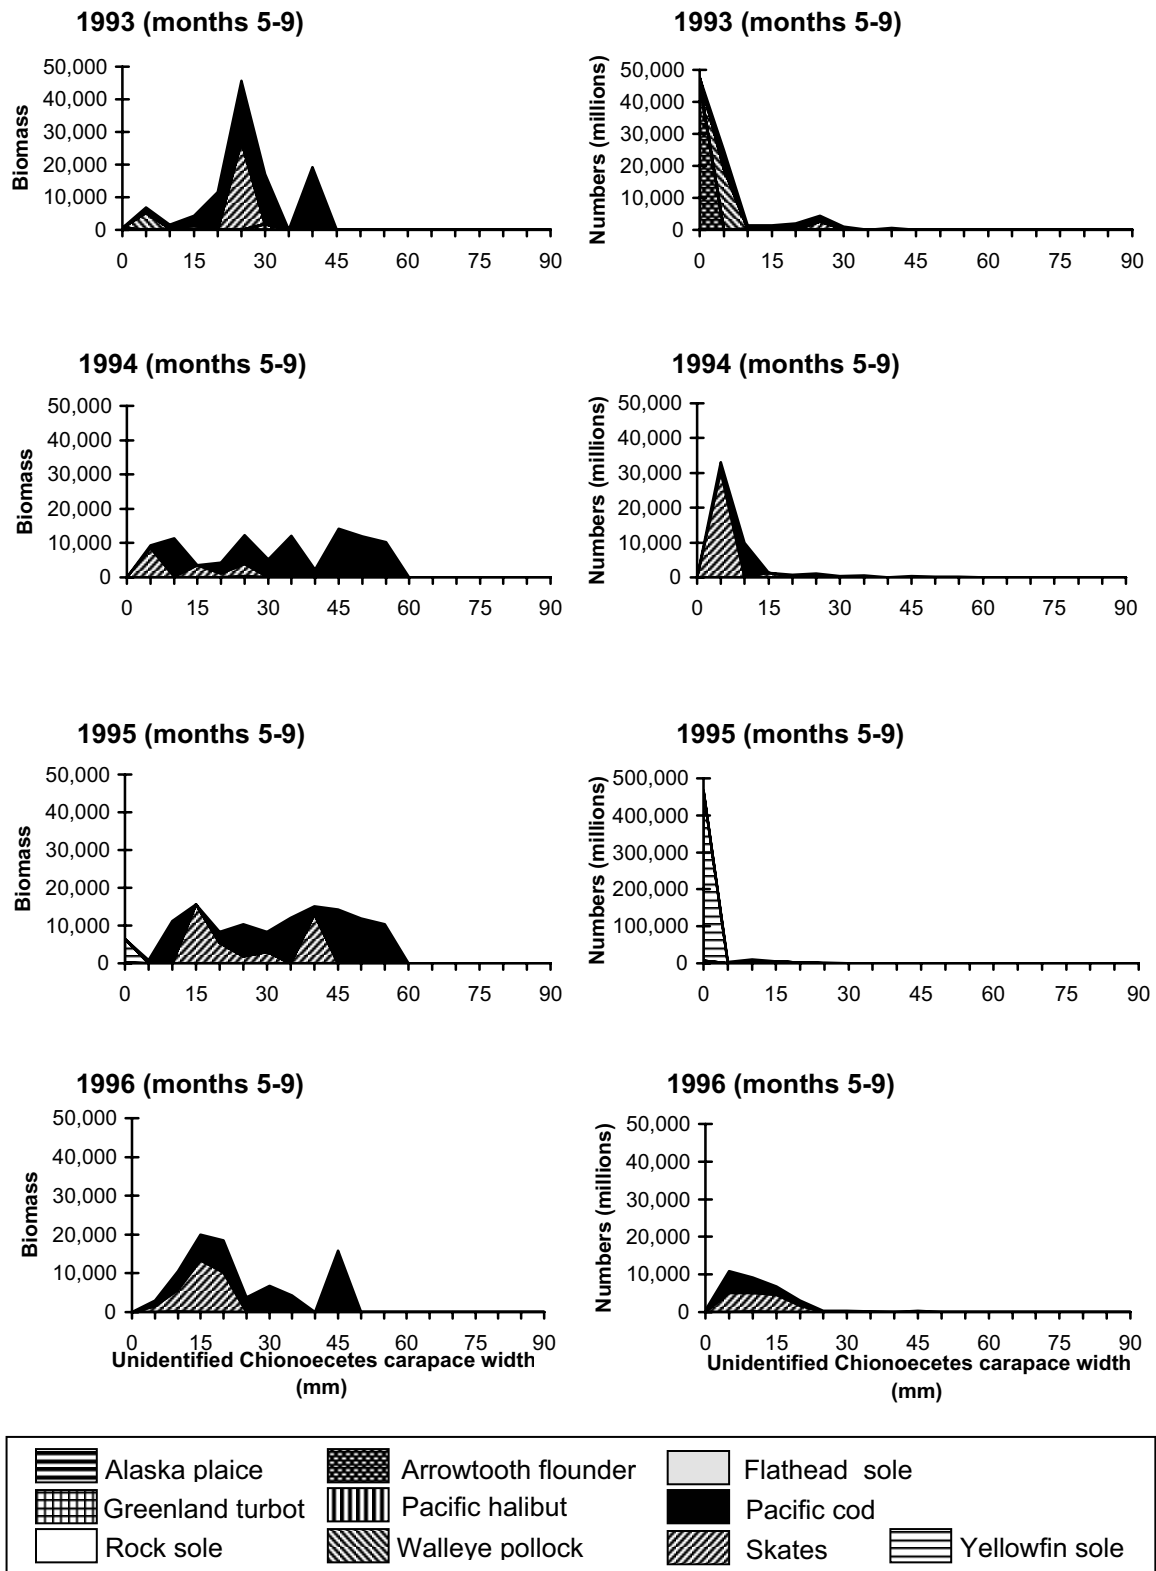 1993 (months 5-9)
Biomass
50,000
40,000
30,000
20,000
10,000
0
0 15 30 45 60 75 90
1993 (months 5-9)
Numbers (millions)
50,000
40,000
30,000
20,000
10,000
0
0 15 30 45 60 75 90
1994 (months 5-9)
Biomass
50,000
40,000
30,000
20,000
10,000
0
0 15 30 45 60 75 90
1994 (months 5-9)
Numbers (millions)
50,000
40,000
30,000
20,000
10,000
0
0 15 30 45 60 75 90
1995 (months 5-9)
Biomass
50,000
40,000
30,000
20,000
10,000
0
0 15 30 45 60 75 90
1995 (months 5-9)
Numbers (millions)
500,000
400,000
300,000
200,000
100,000
0
0 15 30 45 60 75 90
1996 (months 5-9)
Biomass
50,000
40,000
30,000
20,000
10,000
0
0 15 30 45 60 75 90
Unidentified Chionoecetes carapace width
(mm)
1996 (months 5-9)
Numbers (millions)
50,000
40,000
30,000
20,000
10,000
0
0 15 30 45 60 75 90
Unidentified Chionoecetes carapace width
(mm)
Alaska plaice Arrowtooth flounder Flathead sole
Greenland turbot Pacific halibut Pacific cod
Rock sole Walleye pollock Skates Yellowfin sole